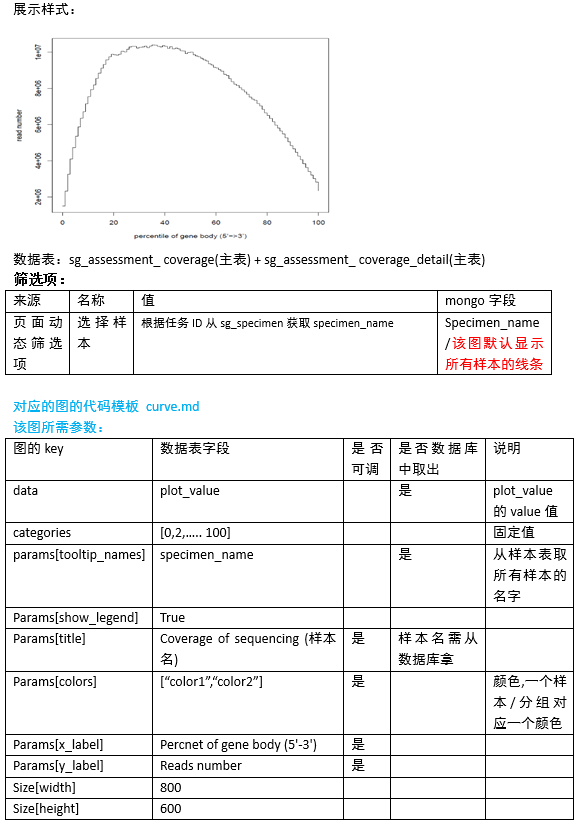 展示样式：
1e+07
8e+06
6e+06
4e+06
2e+06
read number
0 20 40 60 80 100
percentile of gene body (5'=>3')
数据表：sg_assessment_ coverage(主表) + sg_assessment_ coverage_detail(主表)
筛选项：
来源 名称 值 mongo 字段
页面动 选择样 根据任务 ID 从 sg_specimen 获取 specimen_name Specimen_name
态筛选 本 /该图默认显示
项 所有样本的线条
对应的图的代码模板 curve.md
该图所需参数：
图的 key 数据表字段 是否 是否数据库 说明
可调 中取出
data plot_value 是 plot_value
的 value 值
categories [0,2,..... 100] 固定值
params[tooltip_names] specimen_name 是 从样本表取
所有样本的
名字
Params[show_legend] True
Params[title] Coverage of sequencing (样本 是 样本名需从
名) 数据库拿
Params[colors] [“color1”,“color2”] 是 颜色,一个样
本/分组对
应一个颜色
Params[x_label] Percnet of gene body (5'-3') 是
Params[y_label] Reads number 是
Size[width] 800
Size[height] 600